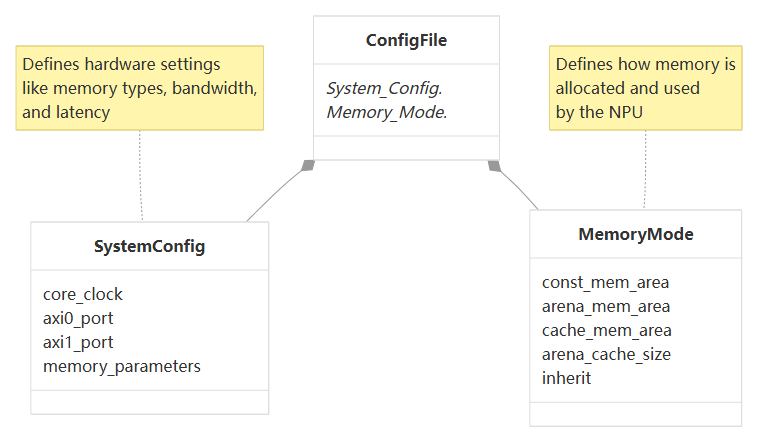 Defines hardware settings
like memory types, bandwidth,
and latency
ConfigFile
System_Config.
Memory_Mode.
Defines how memory is
allocated and used
by the NPU
SystemConfig
core_clock
axi0_port
axi1_port
memory_parameters
MemoryMode
const_mem_area
arena_mem_area
cache_mem_area
arena_cache_size
inherit